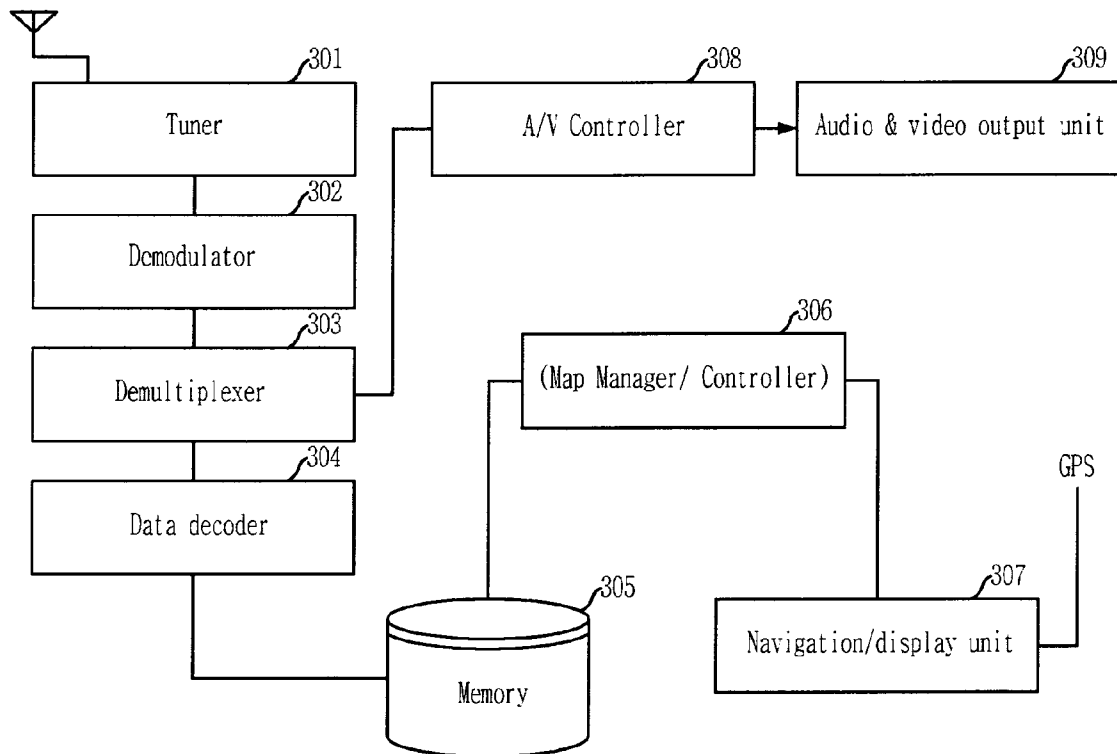 301
Tuner
308
A/V Controller
309
Audio & video output unit
302
Demodulator
303
Demultiplexer
306
(Map Manager/ Controller)
304
Data decoder
GPS
305
Memory
307
Navigation/display unit